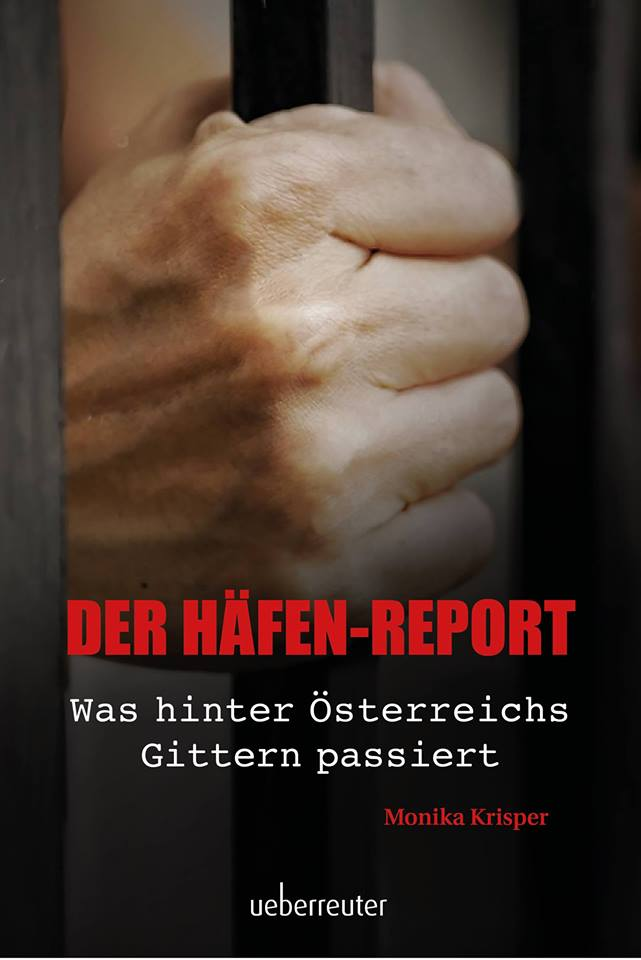 DER HÄFEN-REPORT
Was hinter Österreichs
Gittern passiert
Monika Krisper
ueberreuter